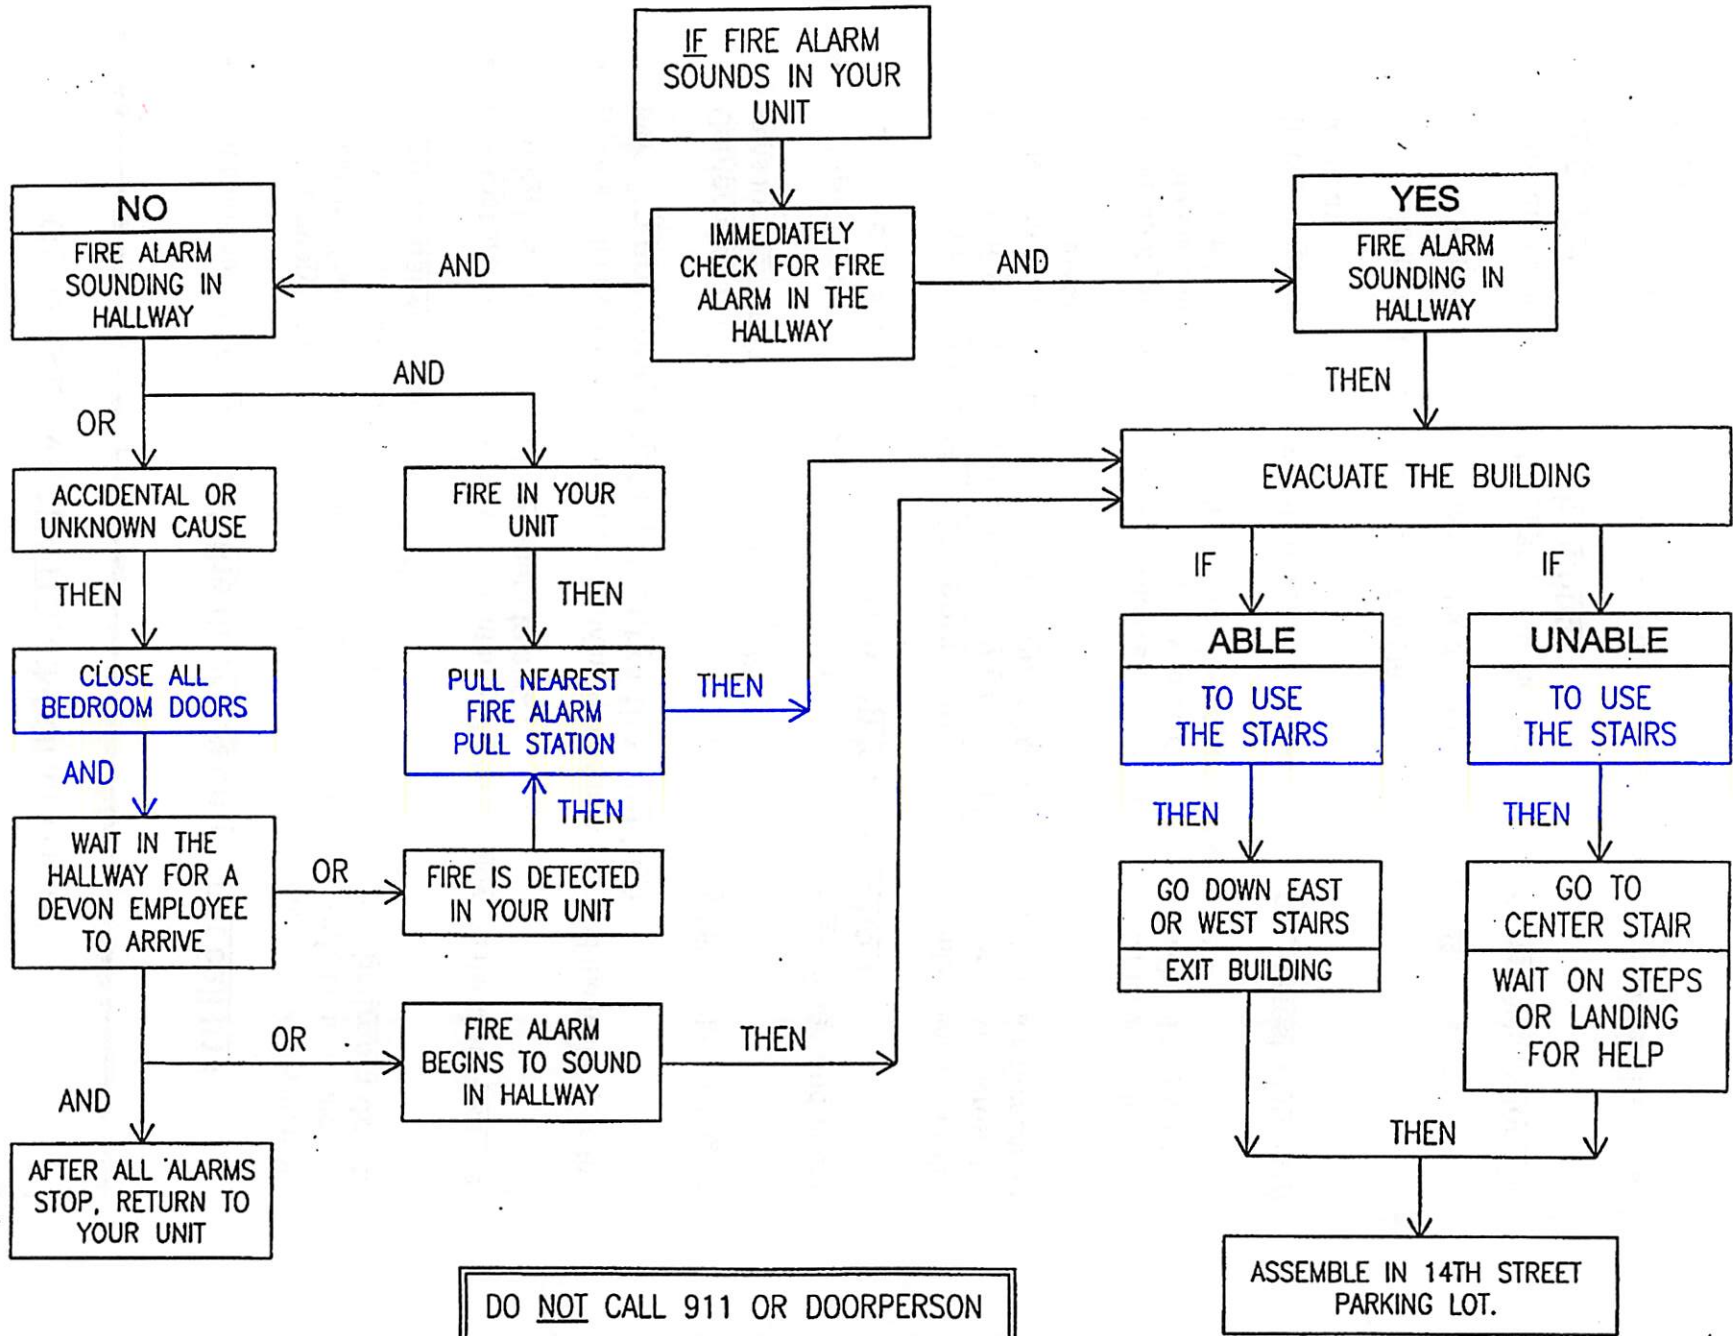 IF FIRE ALARM
SOUNDS IN YOUR
UNIT
NO
FIRE ALARM
SOUNDING IN
HALLWAY
AND
IMMEDIATELY
CHECK FOR FIRE
ALARM IN THE
HALLWAY
AND
YES
FIRE ALARM
SOUNDING IN
HALLWAY
AND
OR
THEN
ACCIDENTAL OR
UNKNOWN CAUSE
FIRE IN YOUR
UNIT
EVACUATE THE BUILDING
THEN
THEN
IF
IF
CLOSE ALL
BEDROOM DOORS
PULL NEAREST
FIRE ALARM
PULL STATION
THEN
ABLE
TO USE
THE STAIRS
UNABLE
TO USE
THE STAIRS
AND
THEN
THEN
THEN
WAIT IN THE
HALLWAY FOR A
DEVON EMPLOYEE
TO ARRIVE
OR
FIRE IS DETECTED
IN YOUR UNIT
GO DOWN EAST
OR WEST STAIRS
EXIT BUILDING
GO TO
CENTER STAIR
WAIT ON STEPS
OR LANDING
FOR HELP
OR
FIRE ALARM
BEGINS TO SOUND
IN HALLWAY
THEN
AND
THEN
AFTER ALL ALARMS
STOP, RETURN TO
YOUR UNIT
ASSEMBLE IN 14TH STREET
PARKING LOT.
DO NOT CALL 911 OR DOORPERSON